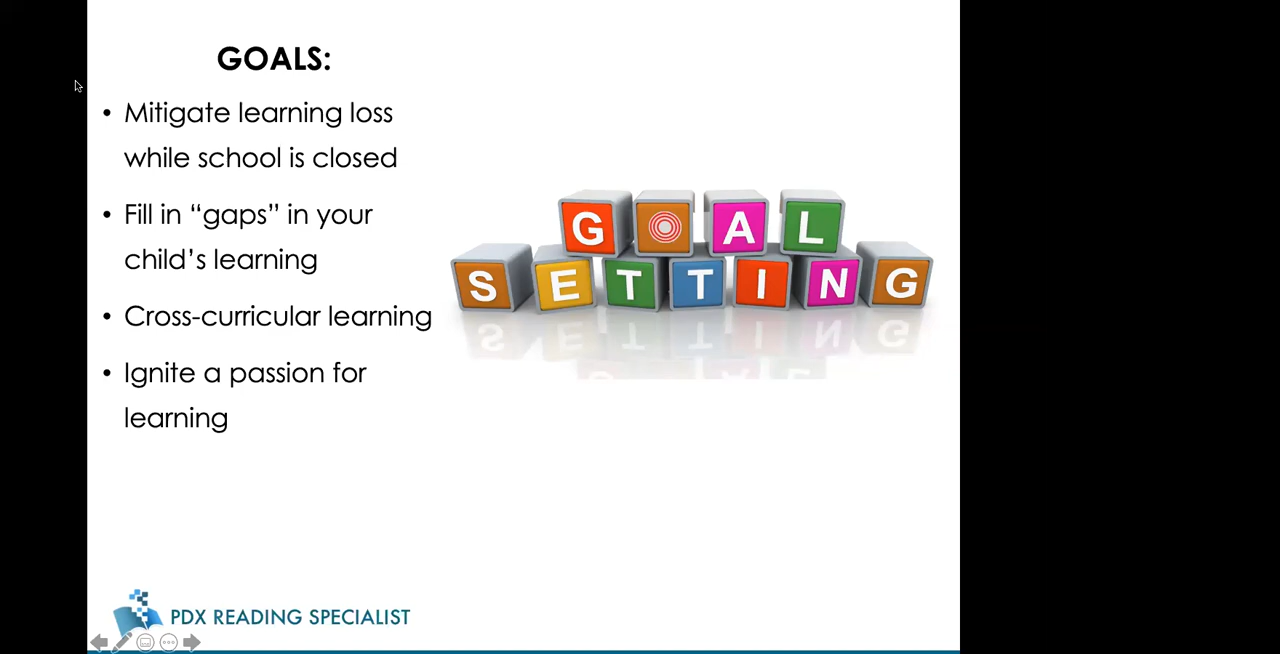 GOALS:
• Mitigate learning loss
while school is closed
• Fill in “gaps” in your
child’s learning
• Cross-curricular learning
• Ignite a passion for
learning
GOAL
SETTING
PDX READING SPECIALIST